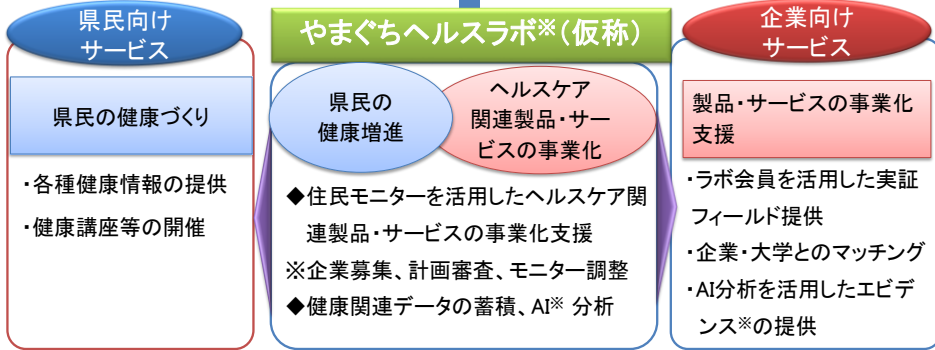 県民向け
サービス
県民の健康づくり
・各種健康情報の提供
・健康講座等の開催
やまぐちヘルスラボ※(仮称)
県民の
健康増進
ヘルスケア
関連製品・サー
ビスの事業化
◆住民モニターを活用したヘルスケア関
連製品・サービスの事業化支援
※企業募集、計画審査、モニター調整
◆健康関連データの蓄積、AI※ 分析
企業向け
サービス
製品・サービスの事業化
支援
・ラボ会員を活用した実証
フィールド提供
・企業・大学とのマッチング
・AI分析を活用したエビデ
ンス※の提供